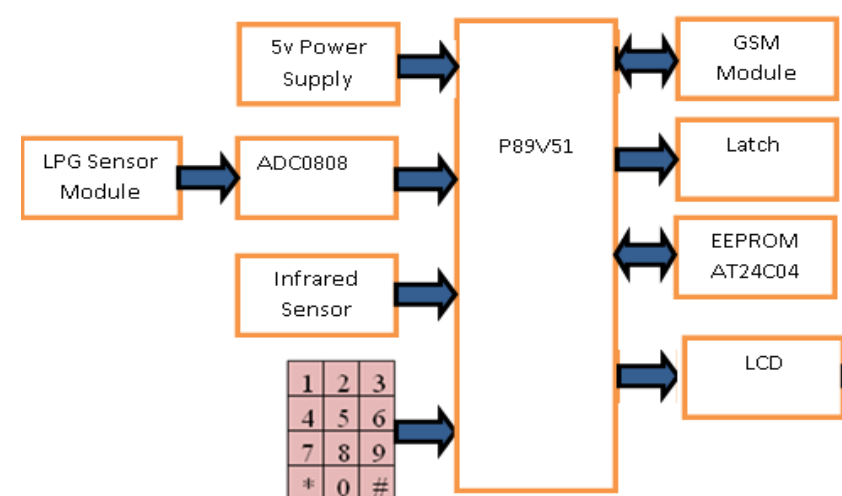 5v Power
Supply
GSM
Module
P89V51
Latch
LPG Sensor
Module
ADC0808
EEPROM
AT24C04
Infrared
Sensor
LCD
1 2 3
4 5 6
7 8 9
* 0 #